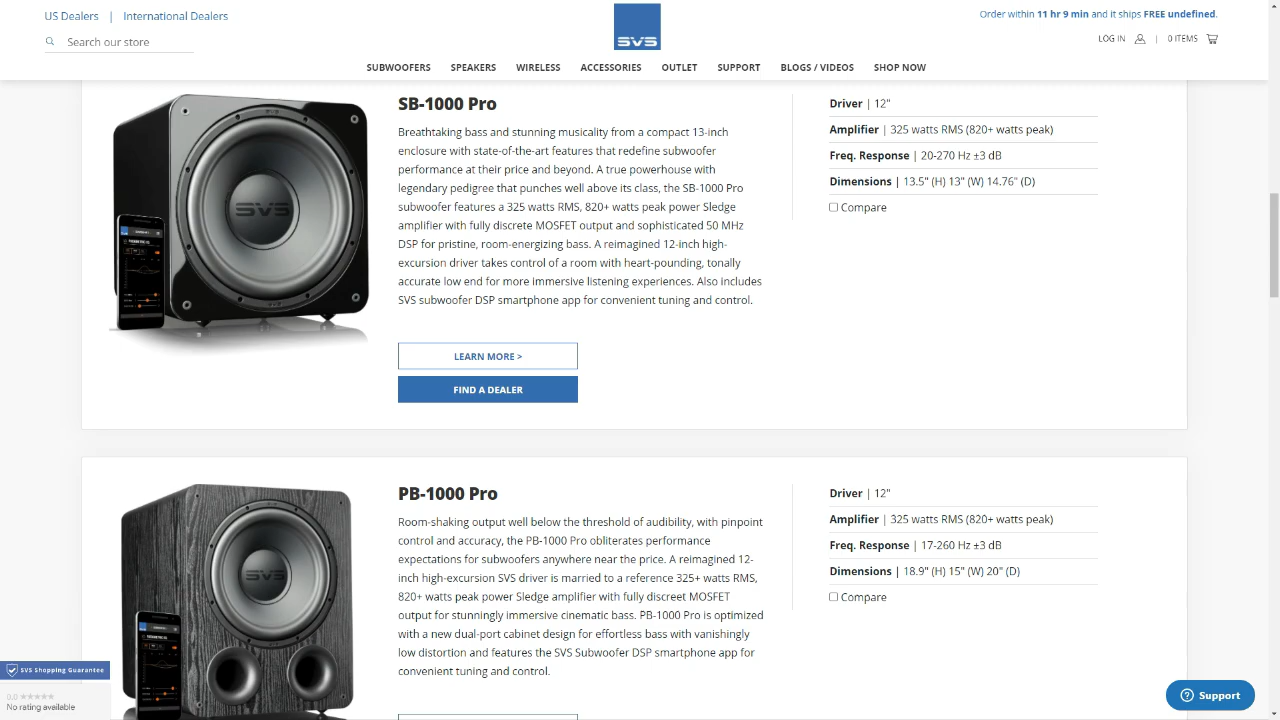 US Dealers | International Dealers
Order within 11 hr 9 min and it ships FREE undefined.
Search our store
SVS
LOG IN | 0 ITEMS
SUBWOOFERS SPEAKERS WIRELESS ACCESSORIES OUTLET SUPPORT BLOGS / VIDEOS SHOP NOW
SB-1000 Pro
Breathtaking bass and stunning musicality from a compact 13-inch
enclosure with state-of-the-art features that redefine subwoofer
performance at their price and beyond. A true powerhouse with
legendary pedigree that punches well above its class, the SB-1000 Pro
subwoofer features a 325 watts RMS, 820+ watts peak power Sledge
amplifier with fully discrete MOSFET output and sophisticated 50 MHz
DSP for pristine, room-energizing bass. A reimagined 12-inch high-
excursion driver takes control of a room with heart-pounding, tonally
accurate low end for more immersive listening experiences. Also includes
SVS subwoofer DSP smartphone app for convenient tuning and control.
LEARN MORE >
FIND A DEALER
Driver | 12"
Amplifier | 325 watts RMS (820+ watts peak)
Freq. Response | 20-270 Hz ±3 dB
Dimensions | 13.5" (H) 13" (W) 14.76" (D)
Compare
SVS
PB-1000 Pro
Room-shaking output well below the threshold of audibility, with pinpoint
control and accuracy, the PB-1000 Pro obliterates performance
expectations for subwoofers anywhere near the price. A reimagined 12-
inch high-excursion SVS driver is married to a reference 325+ watts RMS,
820+ watts peak power Sledge amplifier with fully discreet MOSFET
output for stunningly immersive cinematic bass. PB-1000 Pro is optimized
with a new dual-port cabinet design for effortless bass with vanishingly
low distortion and features the SVS Subwoofer DSP smartphone app for
convenient tuning and control.
Driver | 12"
Amplifier | 325 watts RMS (820+ watts peak)
Freq. Response | 17-260 Hz ±3 dB
Dimensions | 18.9" (H) 15" (W) 20" (D)
Compare
SVS
SVS Shopping Guarantee
0.0
No rating available
Support